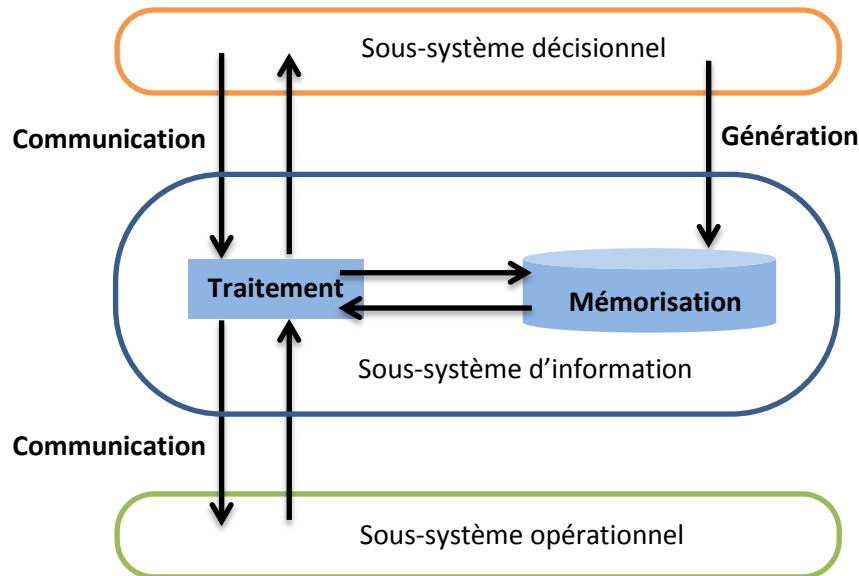 Sous-système décisionnel
Communication
Génération
Traitement
Mémorisation
Sous-système d’information
Communication
Sous-système opérationnel